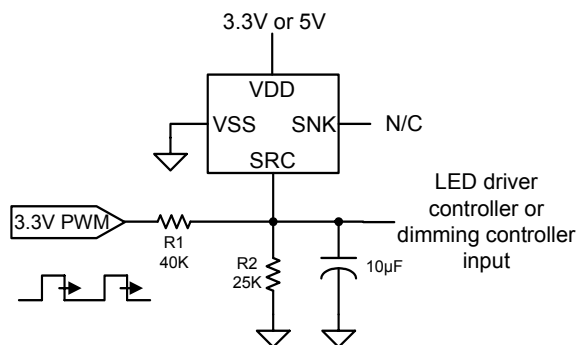 3.3V or 5V
VDD
VSS
SNK
N/C
SRC
LED driver
controller or
dimming controller
input
3.3V PWM
R1
40K
R2
25K
10µF